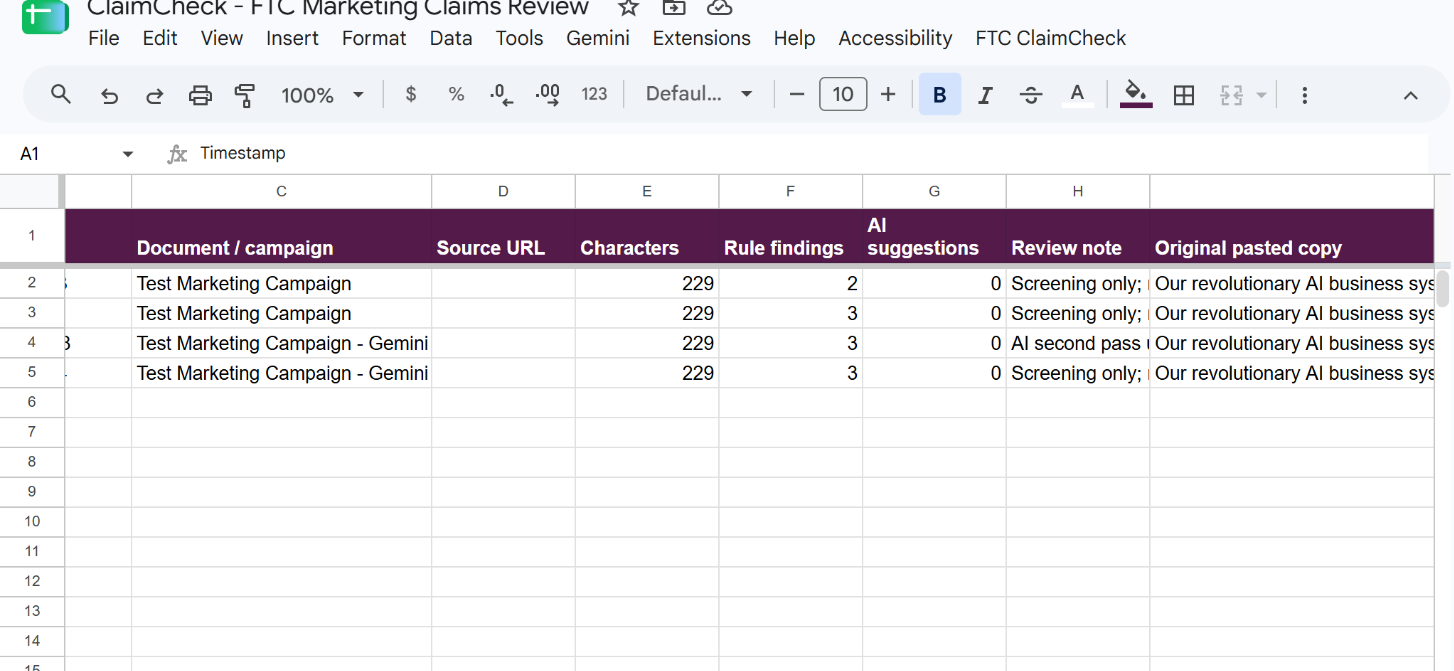 ClaimCheck - FTC Marketing Claims Review
File Edit View Insert Format Data Tools Gemini Extensions Help Accessibility FTC ClaimCheck
100% $ % .0 .00 123 Defaul... 10 B I A
A1 fx Timestamp
C D E F G H
1 Document / campaign Source URL Characters Rule findings AI suggestions Review note Original pasted copy
2 Test Marketing Campaign 229 2 0 Screening only; Our revolutionary AI business sys
3 Test Marketing Campaign 229 3 0 Screening only; Our revolutionary AI business sys
4 3 Test Marketing Campaign - Gemini 229 3 0 AI second pass Our revolutionary AI business sys
5 Test Marketing Campaign - Gemini 229 3 0 Screening only; Our revolutionary AI business sys
6
7
8
9
10
11
12
13
14
15